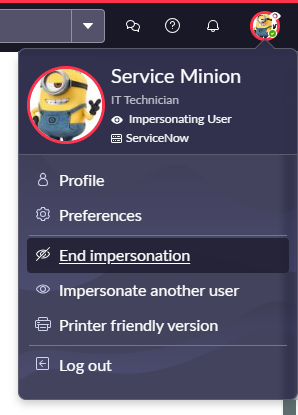 Service Minion
IT Technician
Impersonating User
ServiceNow
Profile
Preferences
End impersonation
Impersonate another user
Printer friendly version
Log out